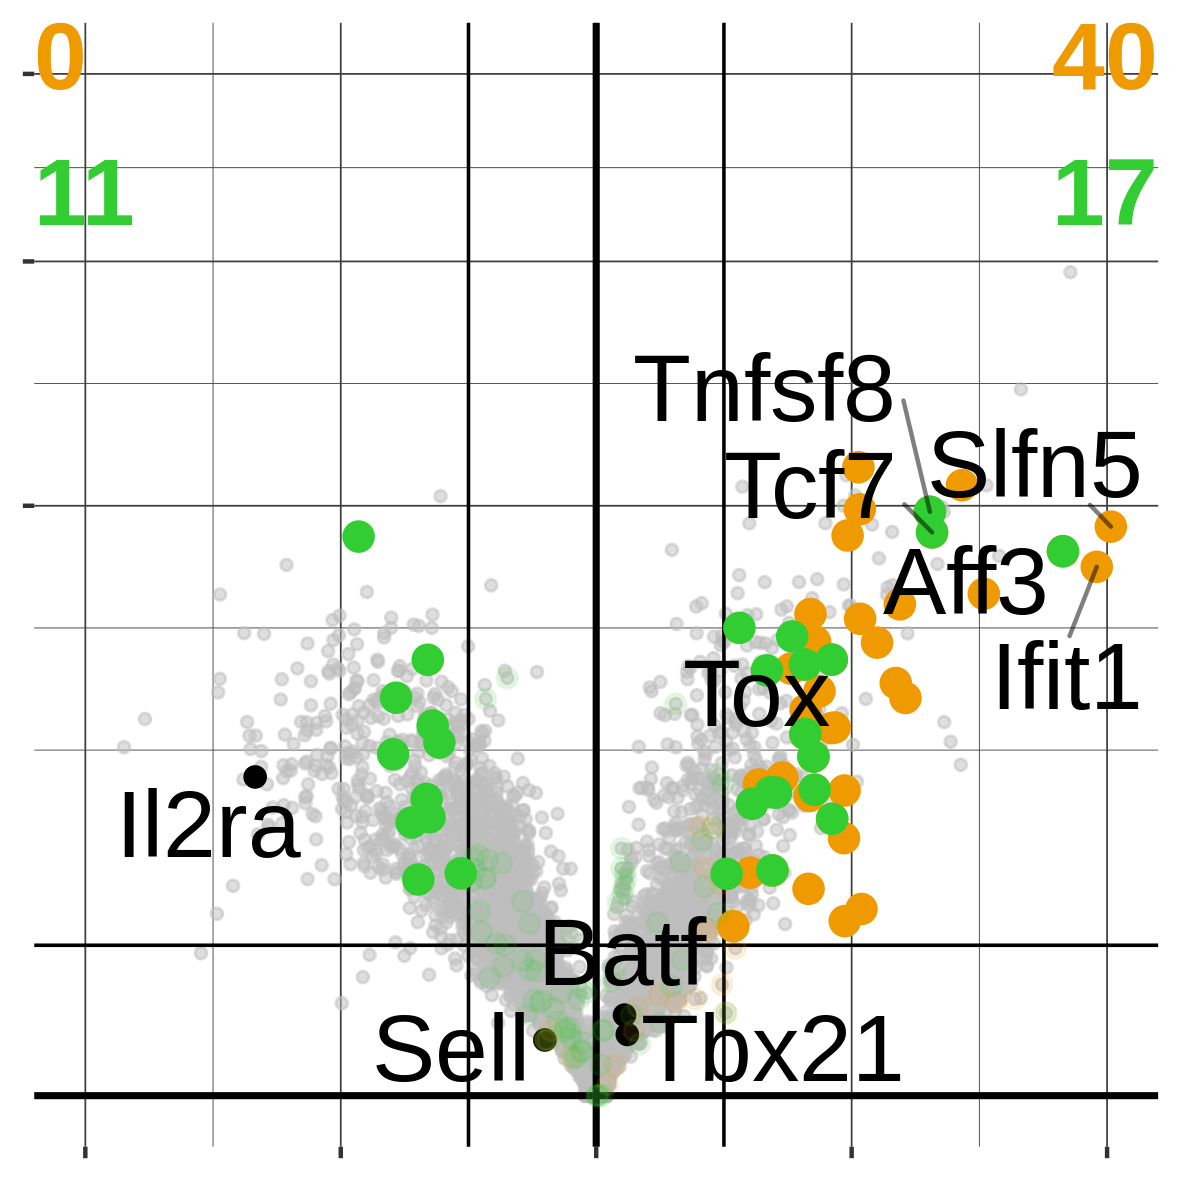 0 40
11 17
Tnfsf8
Slfn5
Tcf7
Aff3
Ifit1
Tox
Il2ra
Batf
Sell
Tbx21